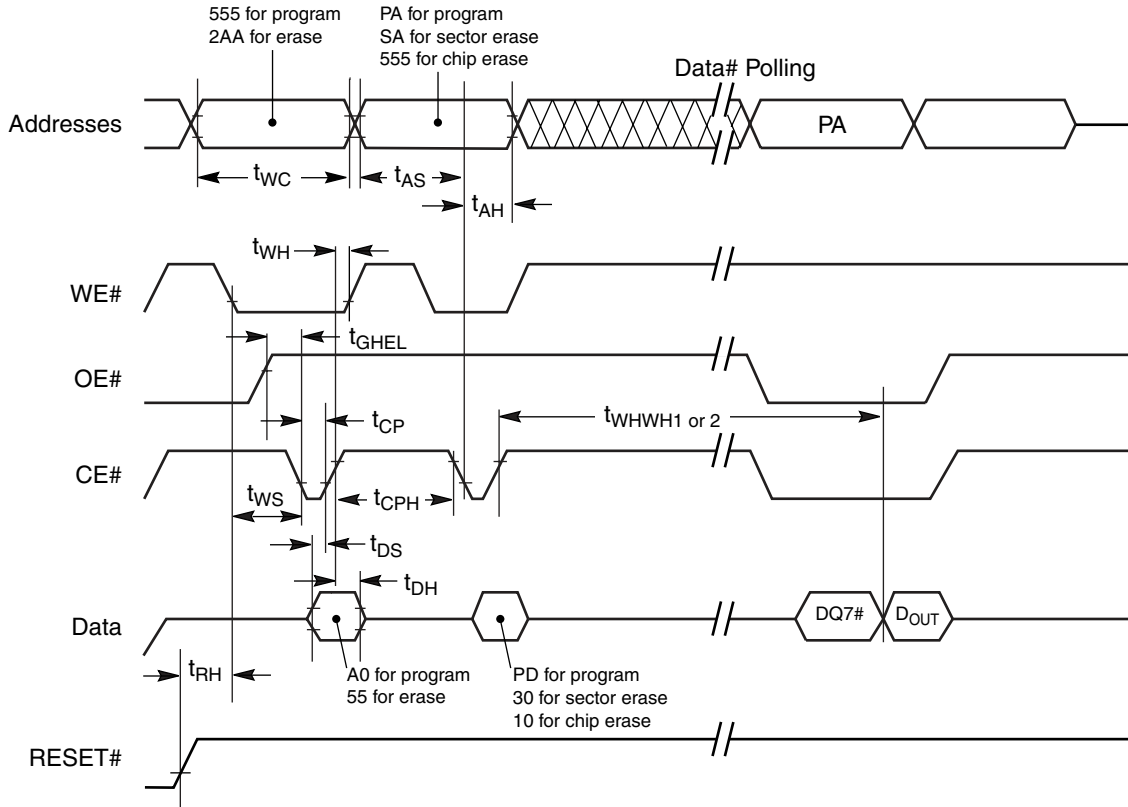 555 for program
2AA for erase
PA for program
SA for sector erase
555 for chip erase
Data# Polling
Addresses
PA
tWC
tAS
tAH
tWH
WE#
tGHEL
OE#
tWHWH1 or 2
tCP
CE#
tWS
tCPH
tDS
tDH
Data
DQ7#
DOUT
tRH
A0 for program
55 for erase
PD for program
30 for sector erase
10 for chip erase
RESET#